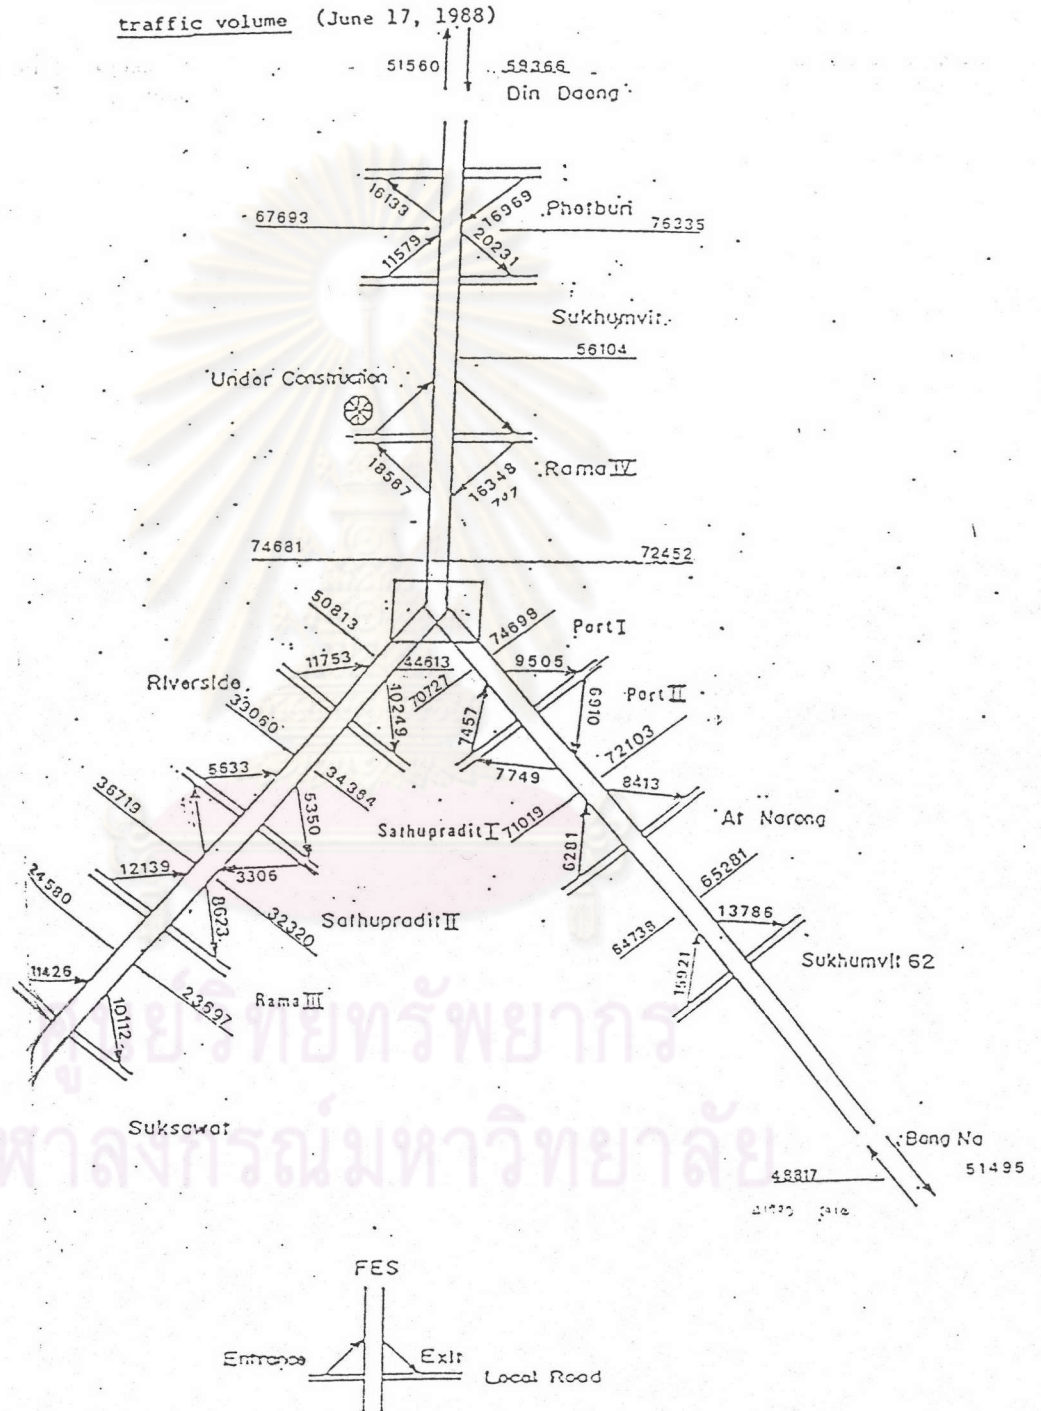 traffic volume (June 17, 1988)
51560
59366
Din Daeng
16133
16969
Phetburi
67693
76335
11579
20231
Sukhumvit
56104
Under Construction
18587
16348
Rama IV
74681
72452
50813
74698
Port I
11753
44613
9505
Riverside
10249
70727
6910
Port II
33060
7457
72103
7749
5633
34384
8413
36719
5350
Sathupradit I
71019
At Narong
6281
12139
3306
65281
24580
8623
32320
Sathupradit II
64738
13786
Sukhumvit 62
11426
15921
10112
23597
Rama III
ศูนย์วิทยทรัพยากร
Suksawat
จุฬาลงกรณ์มหาวิทยาลัย
Bang Na
51495
48817
FES
Entrance
Exit
Local Road